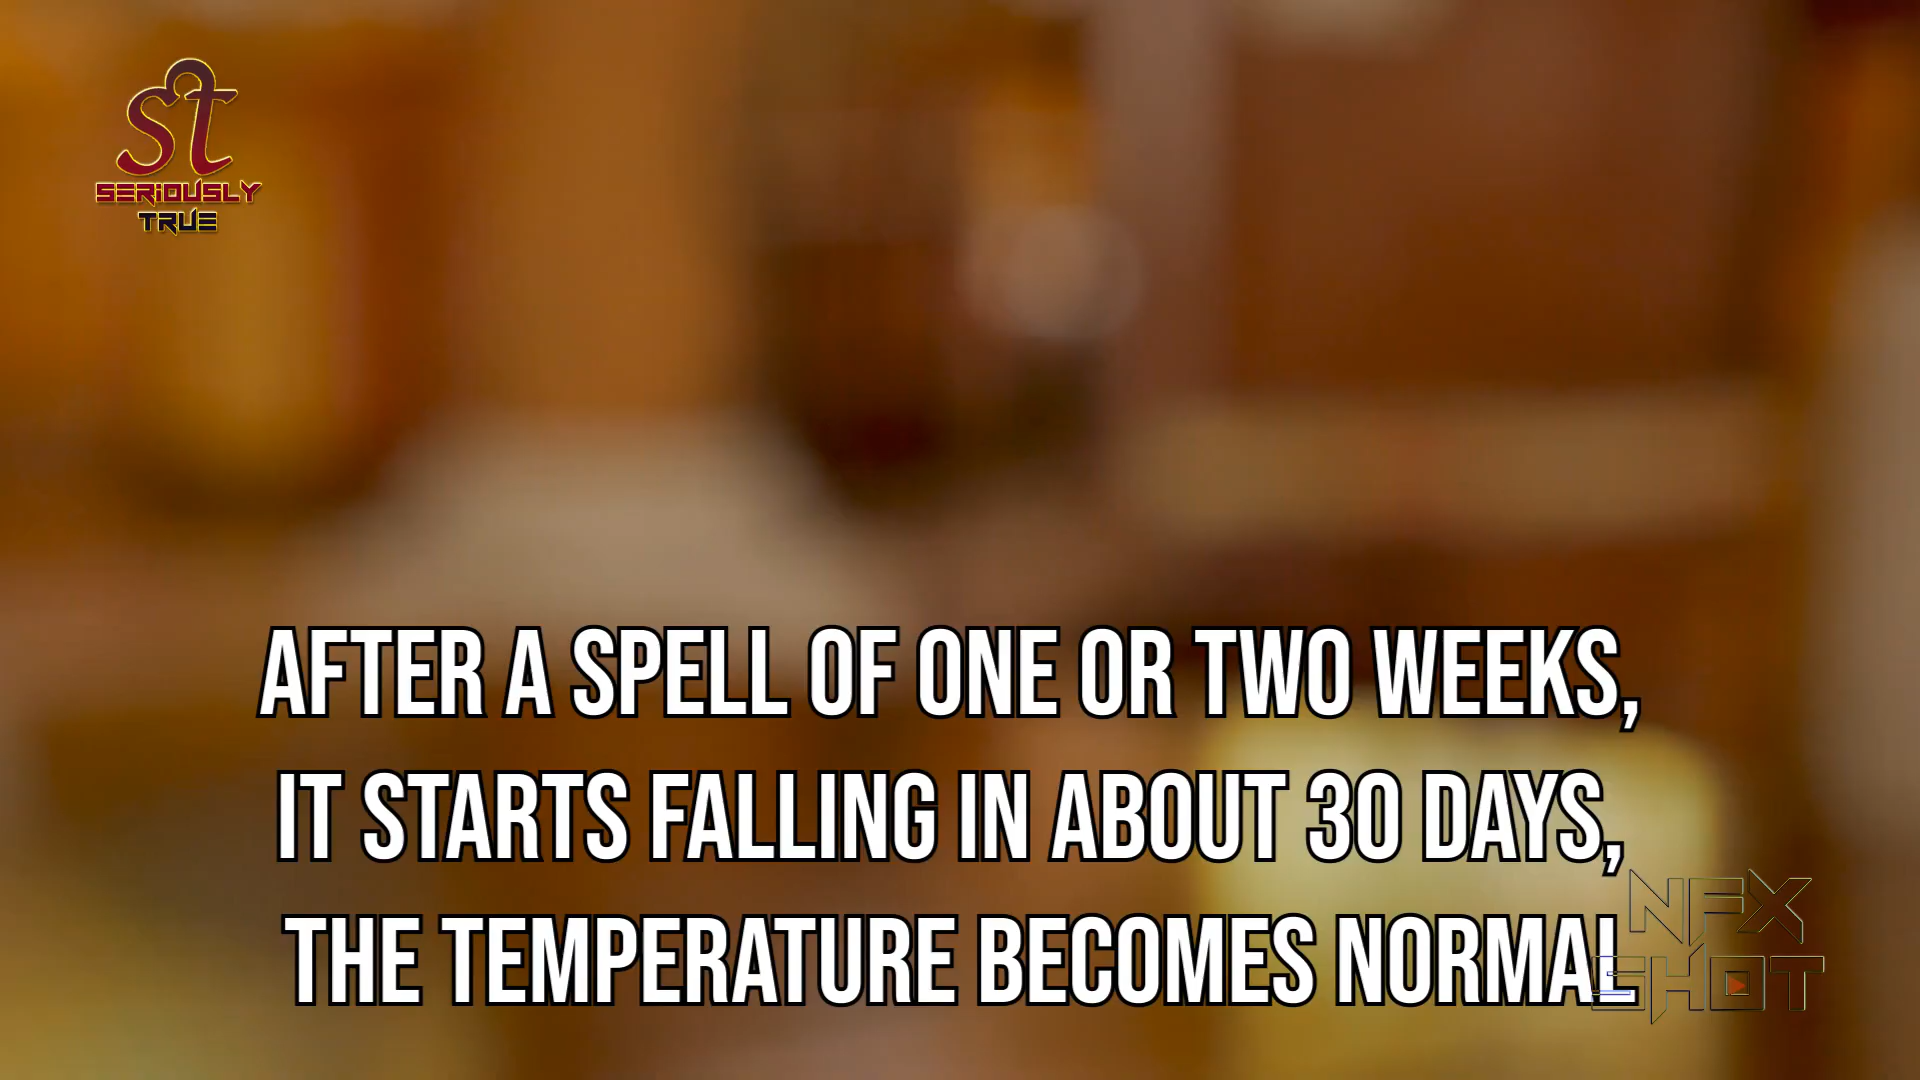 st
SERIOUSLY
TRUE
AFTER A SPELL OF ONE OR TWO WEEKS,
IT STARTS FALLING IN ABOUT 30 DAYS,
THE TEMPERATURE BECOMES NORMAL
NFX
SHOT